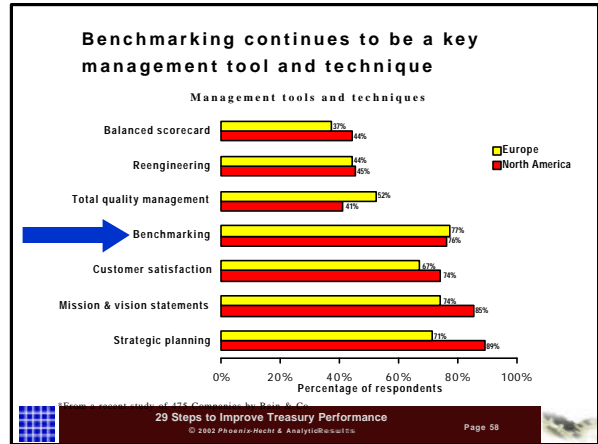 Benchmarking continues to be a key
management tool and technique
Management tools and techniques
Balanced scorecard
37%
44%
Reengineering
44%
45%
Total quality management
52%
41%
Benchmarking
77%
76%
Customer satisfaction
67%
74%
Mission & vision statements
74%
85%
Strategic planning
71%
89%
Europe
North America
0% 20% 40% 60% 80% 100%
Percentage of respondents
*From a recent study of 475 Companies by Bain & Co.
29 Steps to Improve Treasury Performance
© 2002 Phoenix-Hecht & AnalyticResults
Page 58